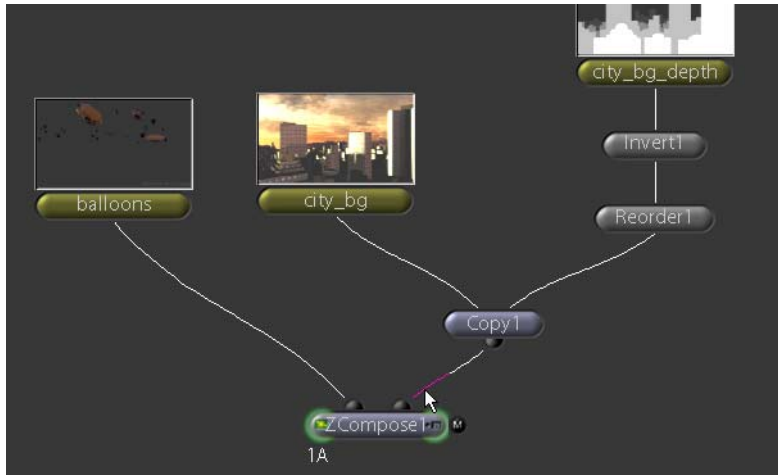 city_bg_depth
Invert1
balloons
city_bg
Reorder1
Copy1
ZCompose1
M
1A